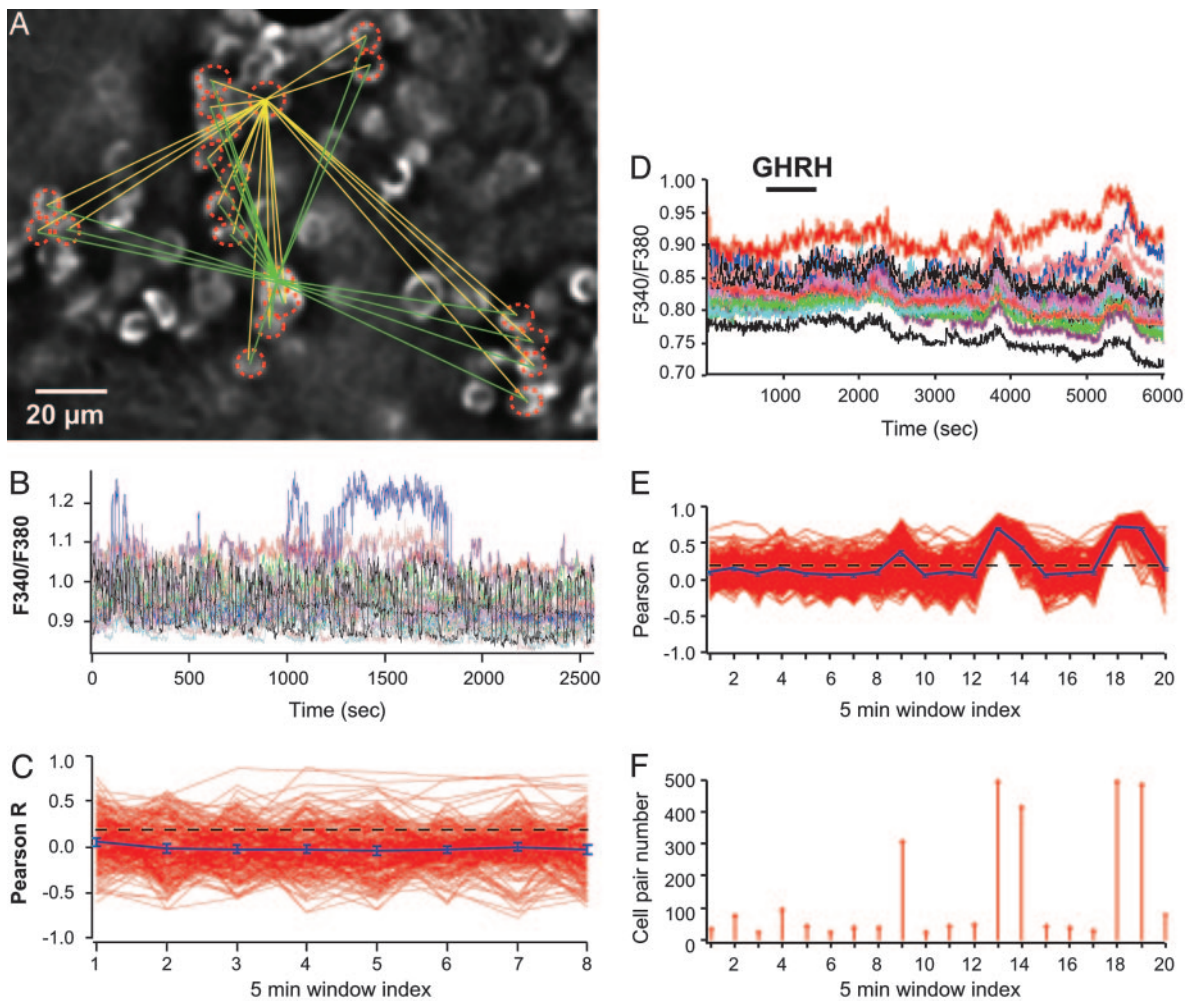 A
20 µm
B
F340/F380
1.2
1.1
1.0
0.9
0 500 1000 1500 2000 2500
Time (sec)
C
Pearson R
1.0
0.5
0.0
-0.5
-1.0
1 2 3 4 5 6 7 8
5 min window index
D
GHRH
F340/F380
1.00
0.95
0.90
0.85
0.80
0.75
0.70
1000 2000 3000 4000 5000 6000
Time (sec)
E
Pearson R
1.0
0.5
0.0
-0.5
-1.0
2 4 6 8 10 12 14 16 18 20
5 min window index
F
Cell pair number
500
400
300
200
100
0
2 4 6 8 10 12 14 16 18 20
5 min window index